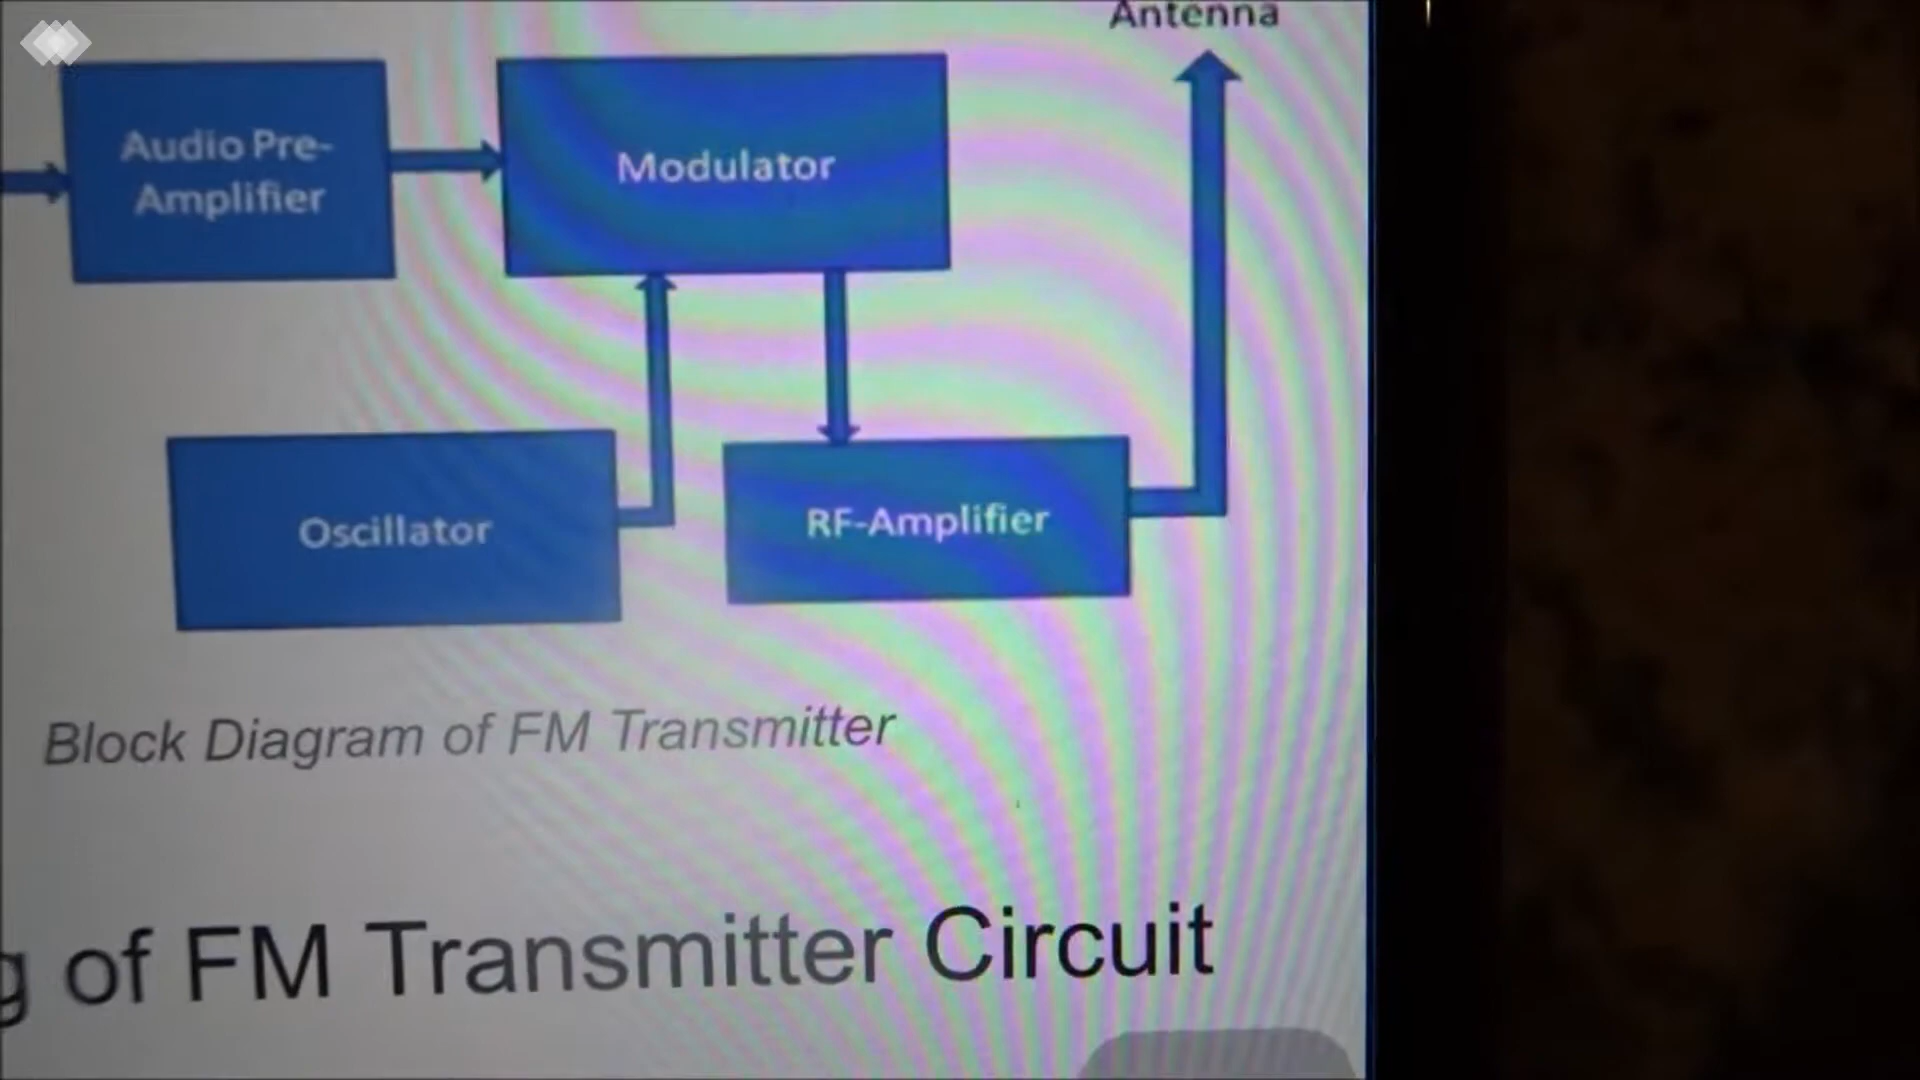 Antenna
Audio Pre-
Amplifier
Modulator
Oscillator
RF-Amplifier
Block Diagram of FM Transmitter
g of FM Transmitter Circuit